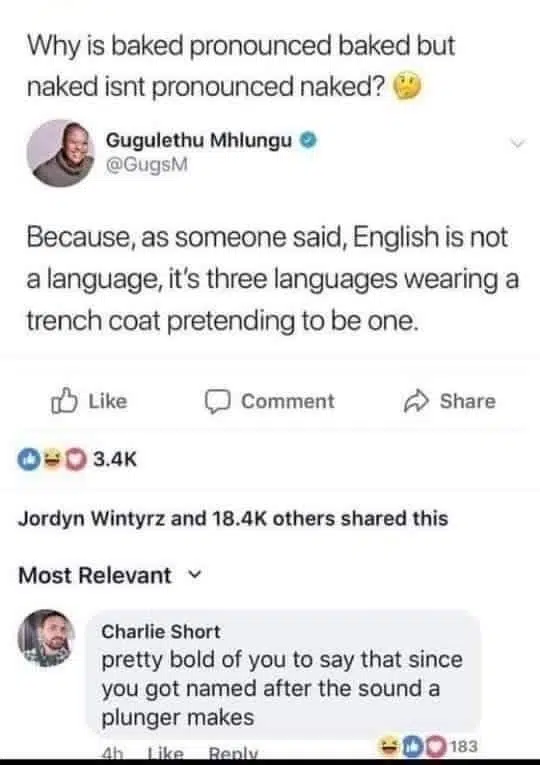 Why is baked pronounced baked but
naked isnt pronounced naked? 🤔
Gugulethu Mhlungu
@GugsM
Because, as someone said, English is not
a language, it's three languages wearing a
trench coat pretending to be one.
Like Comment Share
3.4K
Jordyn Wintyrz and 18.4K others shared this
Most Relevant
Charlie Short
pretty bold of you to say that since
you got named after the sound a
plunger makes
4h Like Reply 183